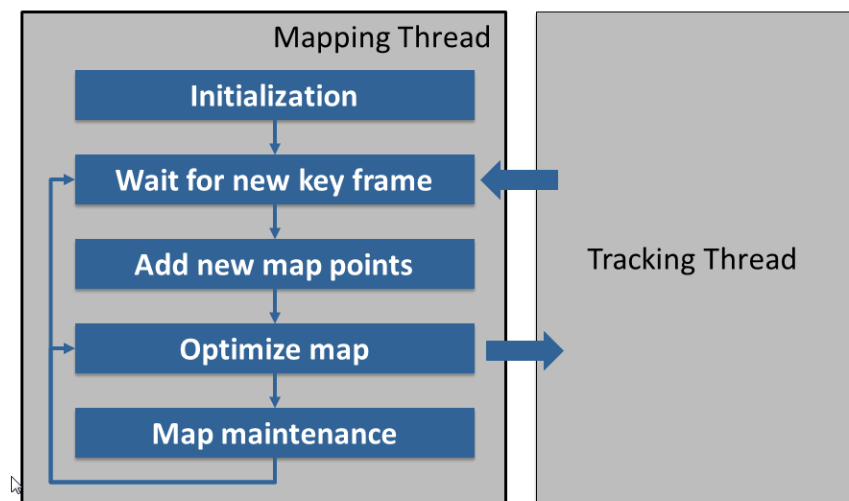 Mapping Thread
Initialization
Wait for new key frame
Add new map points
Optimize map
Map maintenance
Tracking Thread